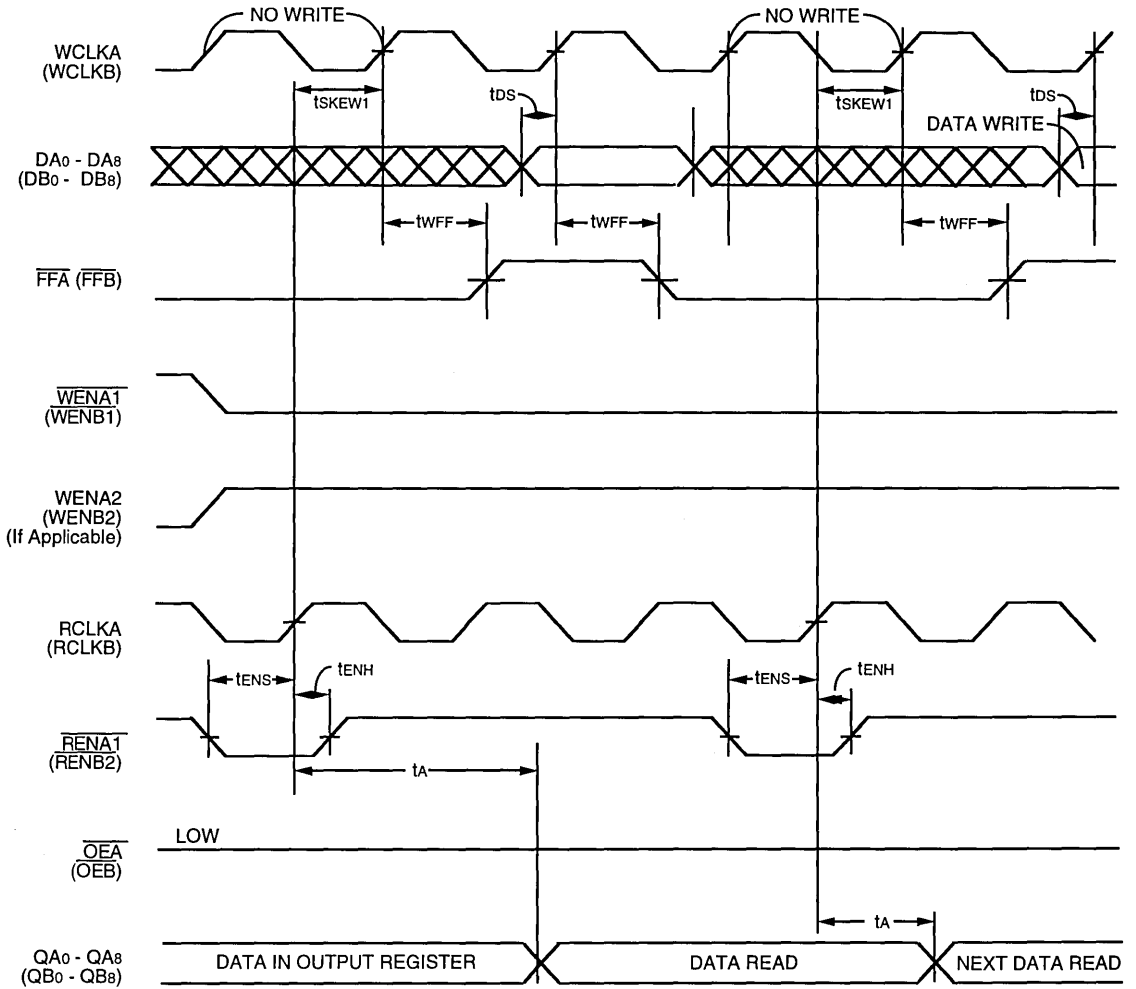 NO WRITE
NO WRITE
WCLKA
(WCLKB)
tSKEW1
tDS
tSKEW1
tDS
DATA WRITE
DA0 - DA8
(DB0 - DB8)
tWFF
tWFF
tWFF
FFA (FFB)
WENA1
(WENB1)
WENA2
(WENB2)
(If Applicable)
RCLKA
(RCLKB)
tENS
tENH
tENS
tENH
RENA1
(RENB2)
tA
LOW
OEA
(OEB)
tA
QA0 - QA8
(QB0 - QB8)
DATA IN OUTPUT REGISTER
DATA READ
NEXT DATA READ